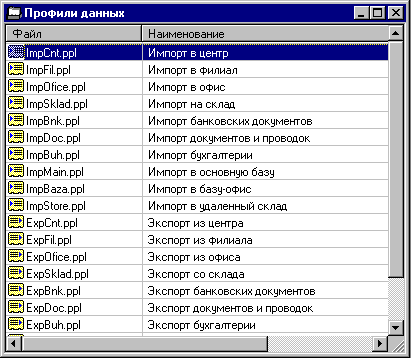 Профили данных
Файл Наименование
ImpCnt.ppl Импорт в центр
ImpFil.ppl Импорт в филиал
ImpOfice.ppl Импорт в офис
ImpSklad.ppl Импорт на склад
ImpBnk.ppl Импорт банковских документов
ImpDoc.ppl Импорт документов и проводок
ImpBuh.ppl Импорт бухгалтерии
ImpMain.ppl Импорт в основную базу
ImpBaza.ppl Импорт в базу-офис
ImpStore.ppl Импорт в удаленный склад
ExpCnt.ppl Экспорт из центра
ExpFil.ppl Экспорт из филиала
ExpOfice.ppl Экспорт из офиса
ExpSklad.ppl Экспорт со склада
ExpBnk.ppl Экспорт банковских документов
ExpDoc.ppl Экспорт документов и проводок
ExpBuh.ppl Экспорт бухгалтерии